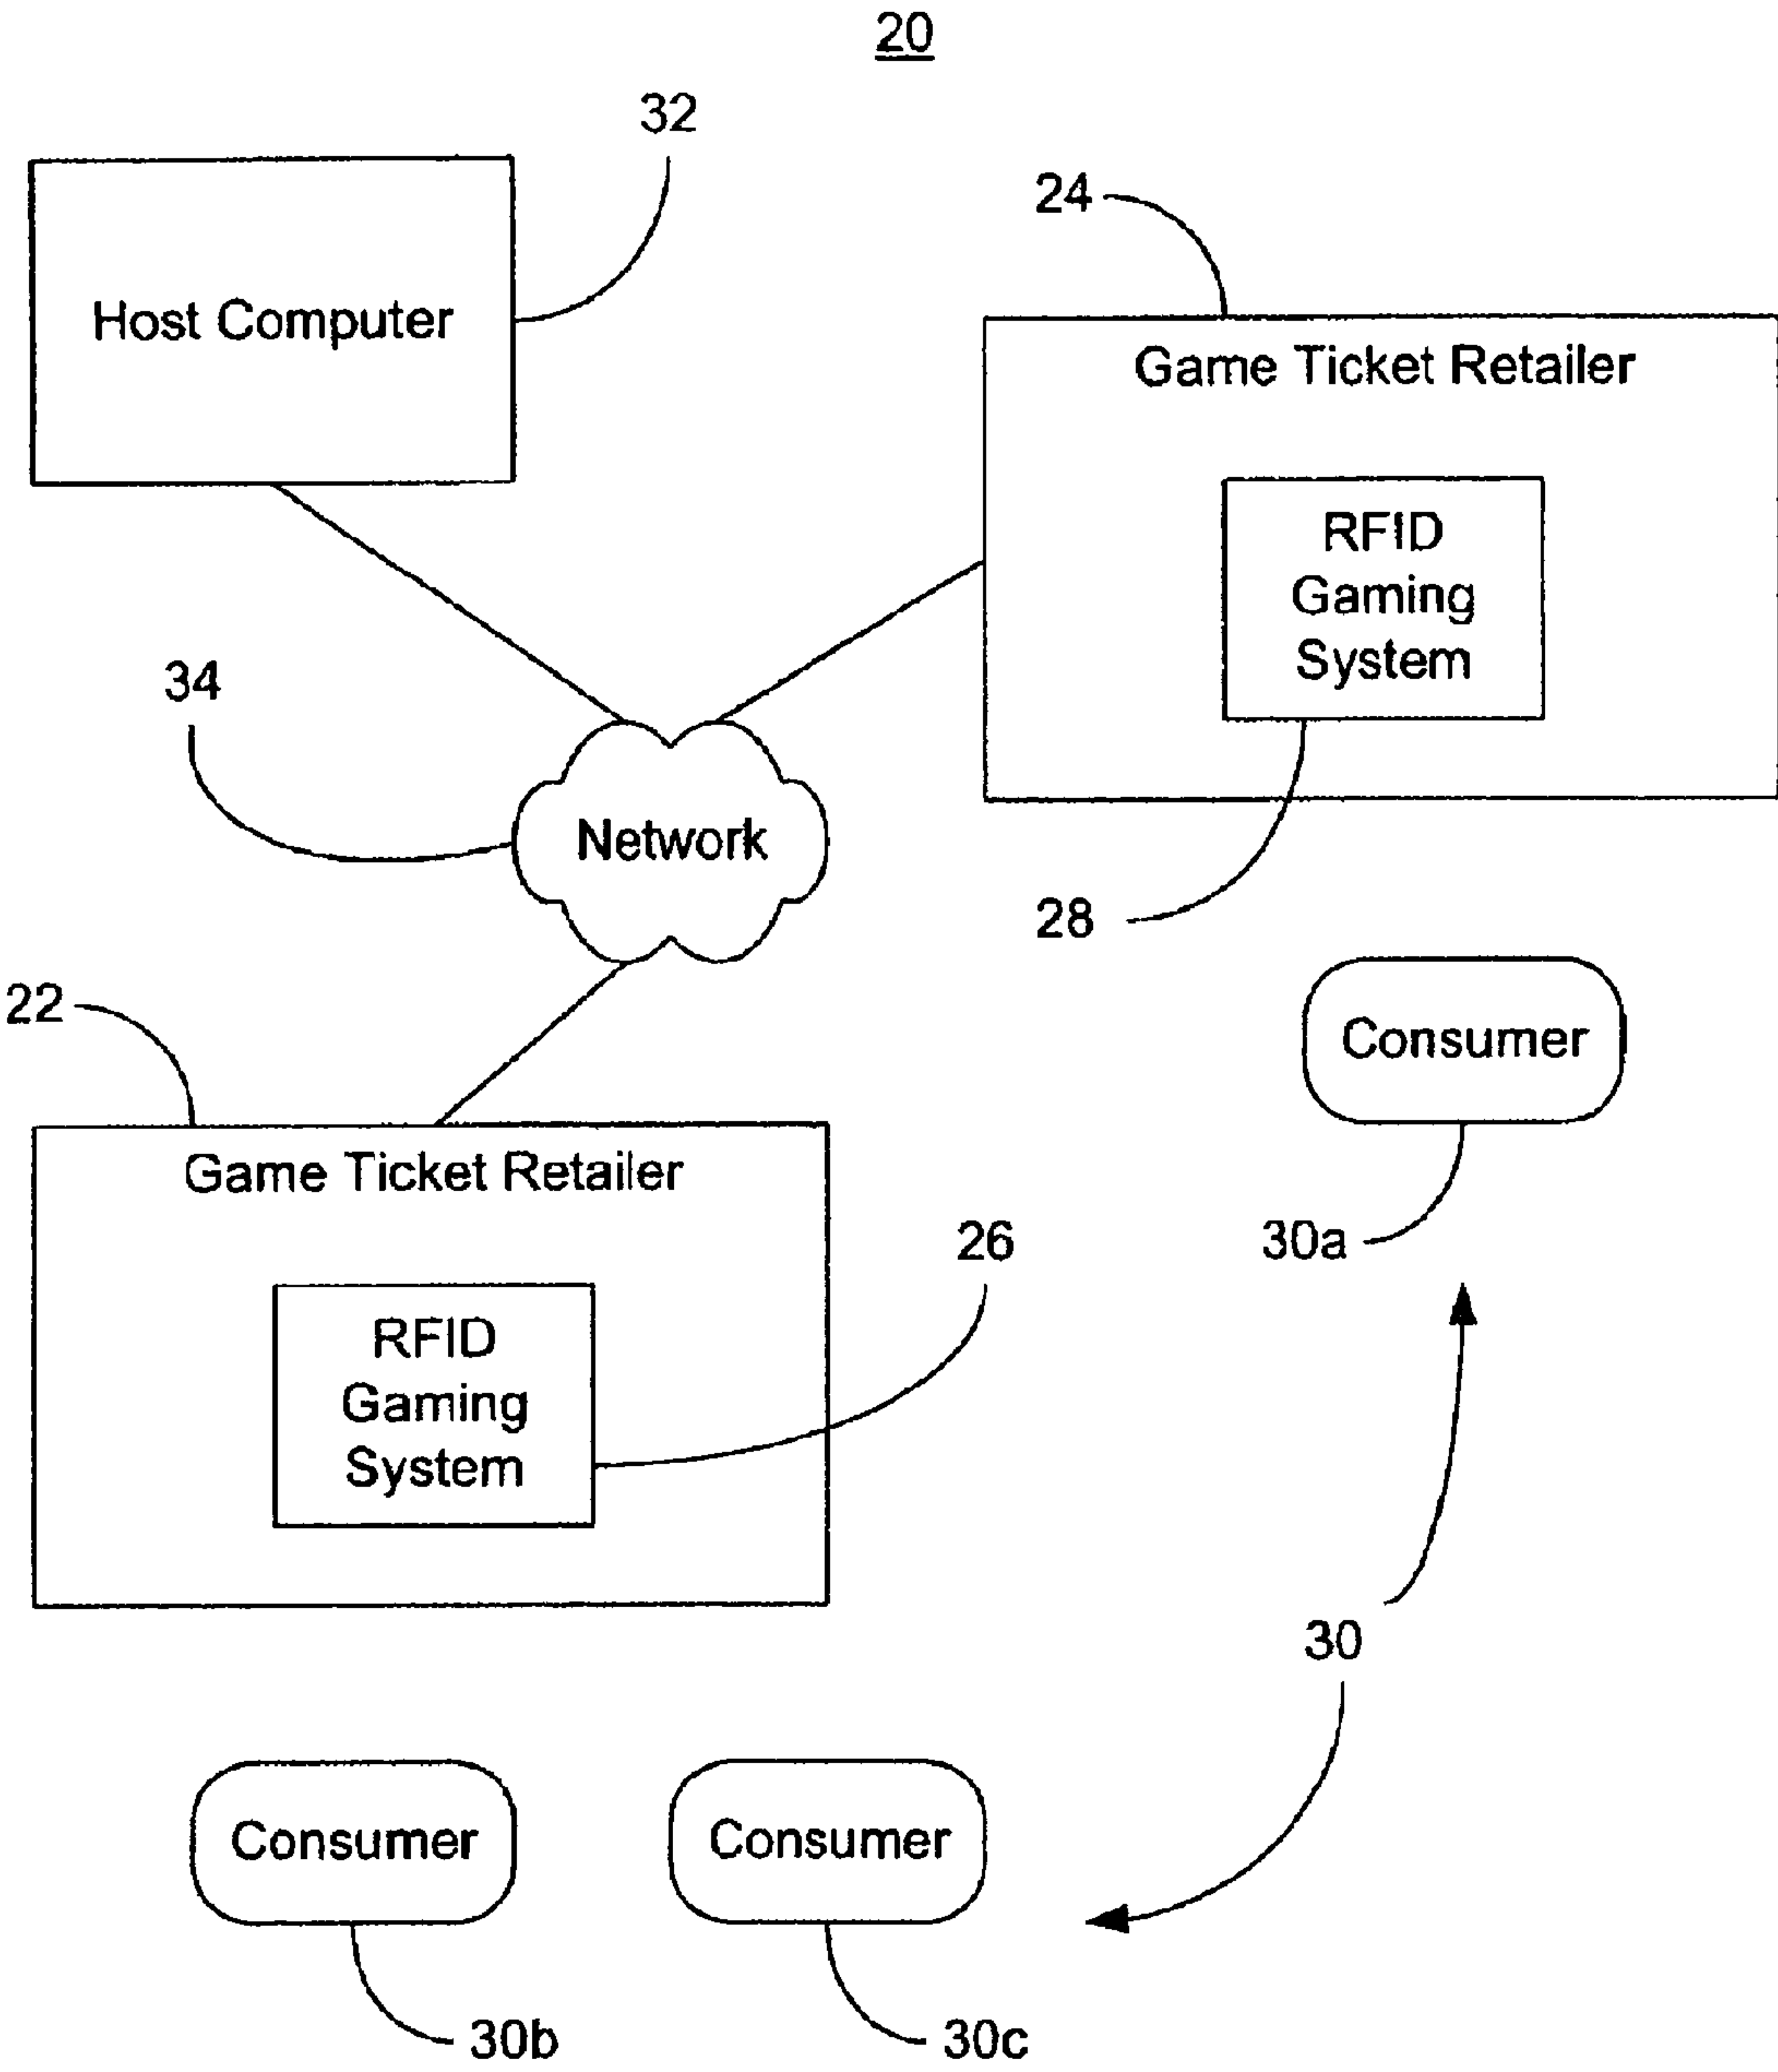 20
32
Host Computer
24
Game Ticket Retailer
RFID
Gaming
System
34
Network
28
22
Consumer
Game Ticket Retailer
30a
26
RFID
Gaming
System
30
Consumer
Consumer
30b
30c